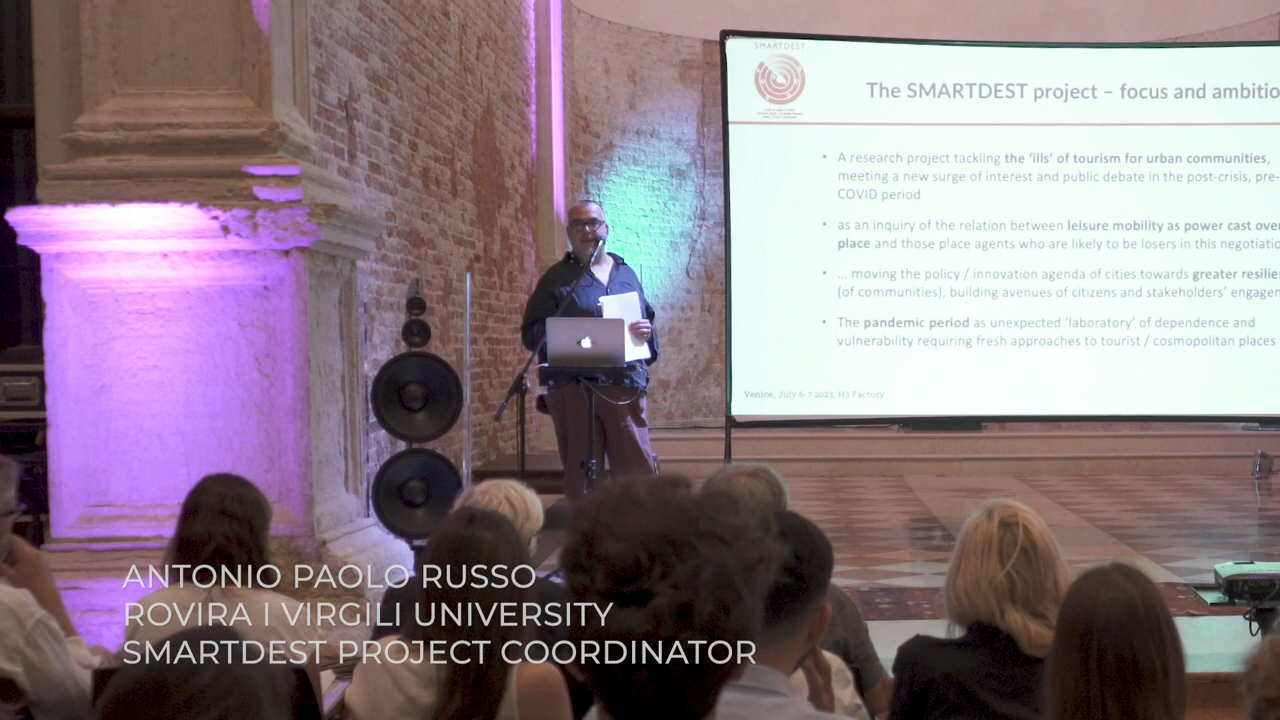 SMARTDEST
The SMARTDEST project – focus and ambitio
• A research project tackling the ‘ills’ of tourism for urban communities,
meeting a new surge of interest and public debate in the post-crisis, pre-
COVID period
• as an inquiry of the relation between leisure mobility as power cast over
place and those place agents who are likely to be losers in this negotiatio
• ... moving the policy / innovation agenda of cities towards greater resilie
(of communities), building avenues of citizens and stakeholders’ engagem
• The pandemic period as unexpected ‘laboratory’ of dependence and
vulnerability requiring fresh approaches to tourist / cosmopolitan places
Venice, July 6-7 2023, H3 Factory
ANTONIO PAOLO RUSSO
ROVIRA I VIRGILI UNIVERSITY
SMARTDEST PROJECT COORDINATOR